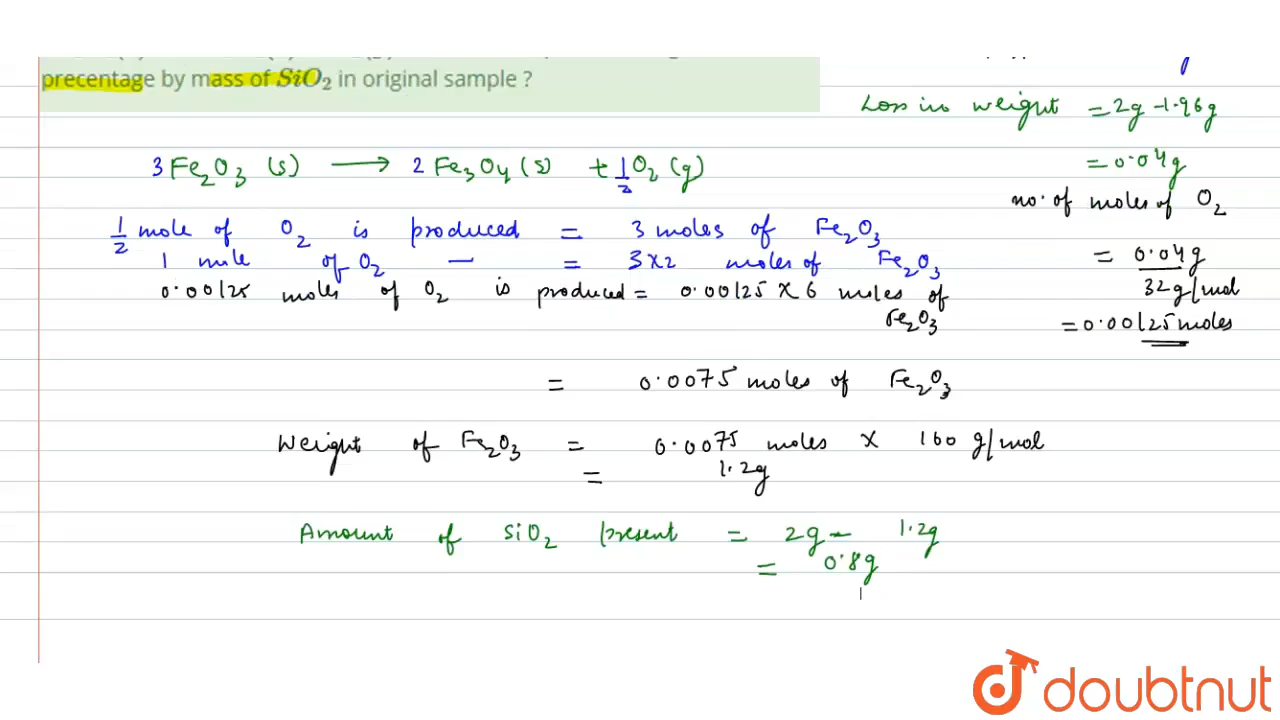 precentage by mass of SiO₂ in original sample ?
Loss in weight = 2g - 1.96g
= 0.04g
no. of moles of O₂
= 0.04g / 32g/mol
= 0.00125 moles
3 Fe₂O₃ (s) ⟶ 2 Fe₃O₄ (s) + 1/2 O₂ (g)
1/2 mole of O₂ is produced = 3 moles of Fe₂O₃
1 mole of O₂ — = 3x2 moles of Fe₂O₃
0.00125 moles of O₂ is produced = 0.00125 x 6 moles of
Fe₂O₃
= 0.0075 moles of Fe₂O₃
Weight of Fe₂O₃ = 0.0075 moles x 160 g/mol
= 1.2g
Amount of SiO₂ present = 2g - 1.2g
= 0.8g
doubtnut